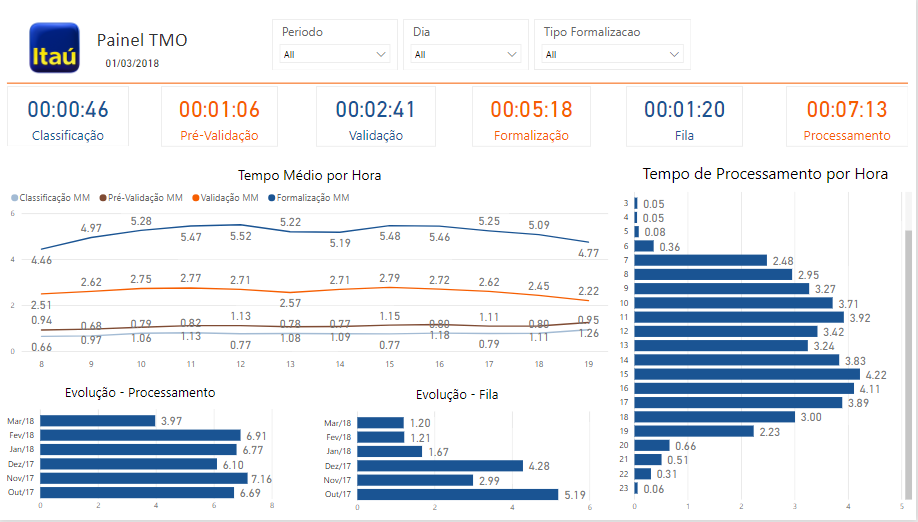 Itaú
Painel TMO
01/03/2018
Periodo
All
Dia
All
Tipo Formalizacao
All
00:00:46
Classificação
00:01:06
Pré-Validação
00:02:41
Validação
00:05:18
Formalização
00:01:20
Fila
00:07:13
Processamento
Tempo Médio por Hora
Classificação MM Pré-Validação MM Validação MM Formalização MM
6
4
2
0
4.46 4.97 5.28 5.47 5.52 5.22 5.19 5.48 5.46 5.25 5.09 4.77
2.51 2.62 2.75 2.77 2.71 2.57 2.71 2.79 2.72 2.62 2.45 2.22
0.94 0.68 0.79 0.82 1.13 0.78 0.77 1.15 0.80 1.11 0.80 0.95
0.66 0.97 1.06 1.13 0.77 1.08 1.09 0.77 1.18 0.79 1.11 1.26
8 9 10 11 12 13 14 15 16 17 18 19
Tempo de Processamento por Hora
3 0.05
4 0.05
5 0.08
6 0.36
7 2.48
8 2.95
9 3.27
10 3.71
11 3.92
12 3.42
13 3.24
14 3.83
15 4.22
16 4.11
17 3.89
18 3.00
19 2.23
20 0.66
21 0.51
22 0.31
23 0.06
0 1 2 3 4 5
Evolução - Processamento
Mar/18 3.97
Fev/18 6.91
Jan/18 6.77
Dez/17 6.10
Nov/17 7.16
Out/17 6.69
0 2 4 6 8
Evolução - Fila
Mar/18 1.20
Fev/18 1.21
Jan/18 1.67
Dez/17 4.28
Nov/17 2.99
Out/17 5.19
0 2 4 6